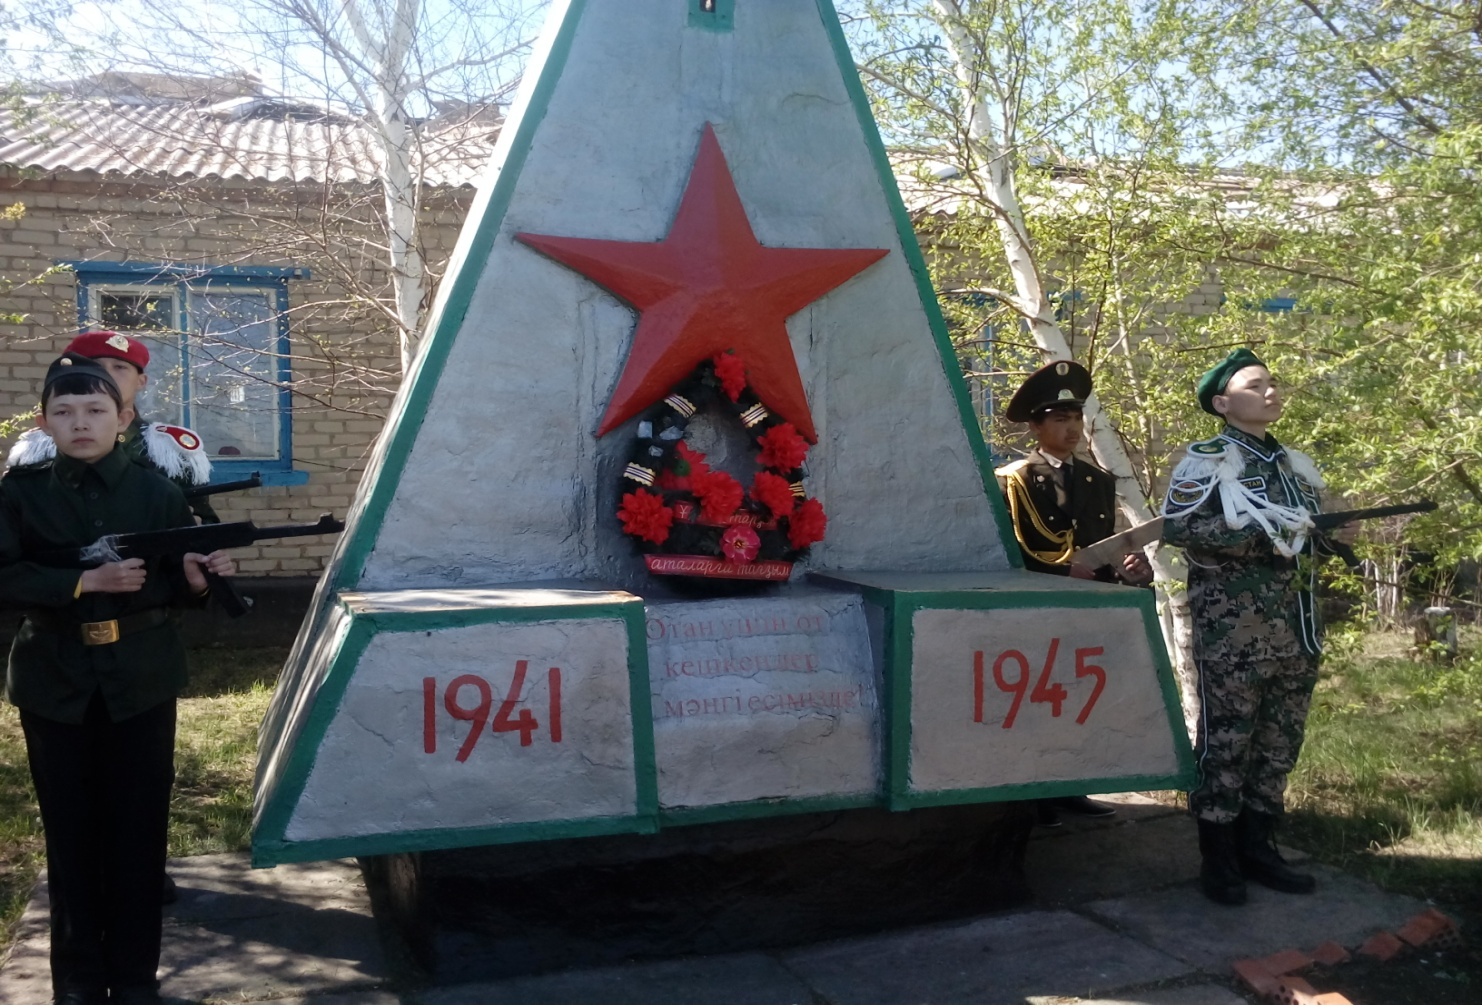 аталарға тағзым
1941
Отан үшін от
кешкендер
мәңгі есімізде!
1945